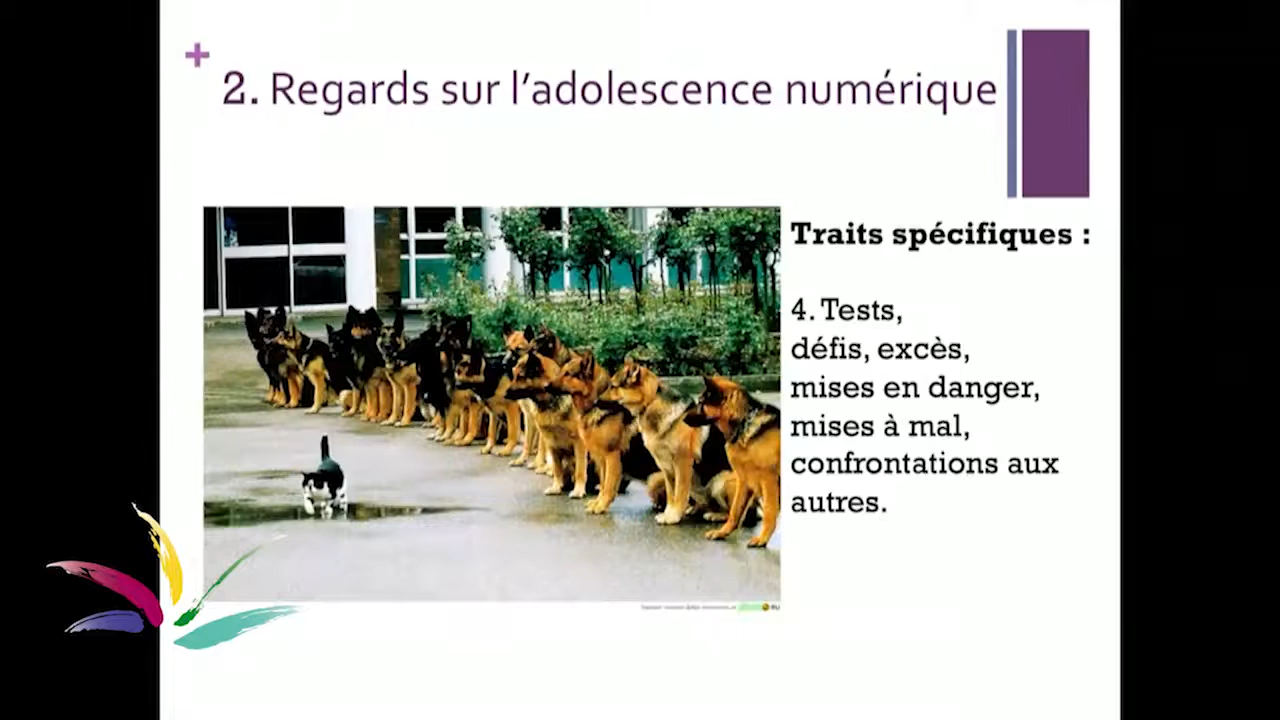 +
2. Regards sur l'adolescence numérique
Traits spécifiques :
4. Tests,
défis, excès,
mises en danger,
mises à mal,
confrontations aux
autres.